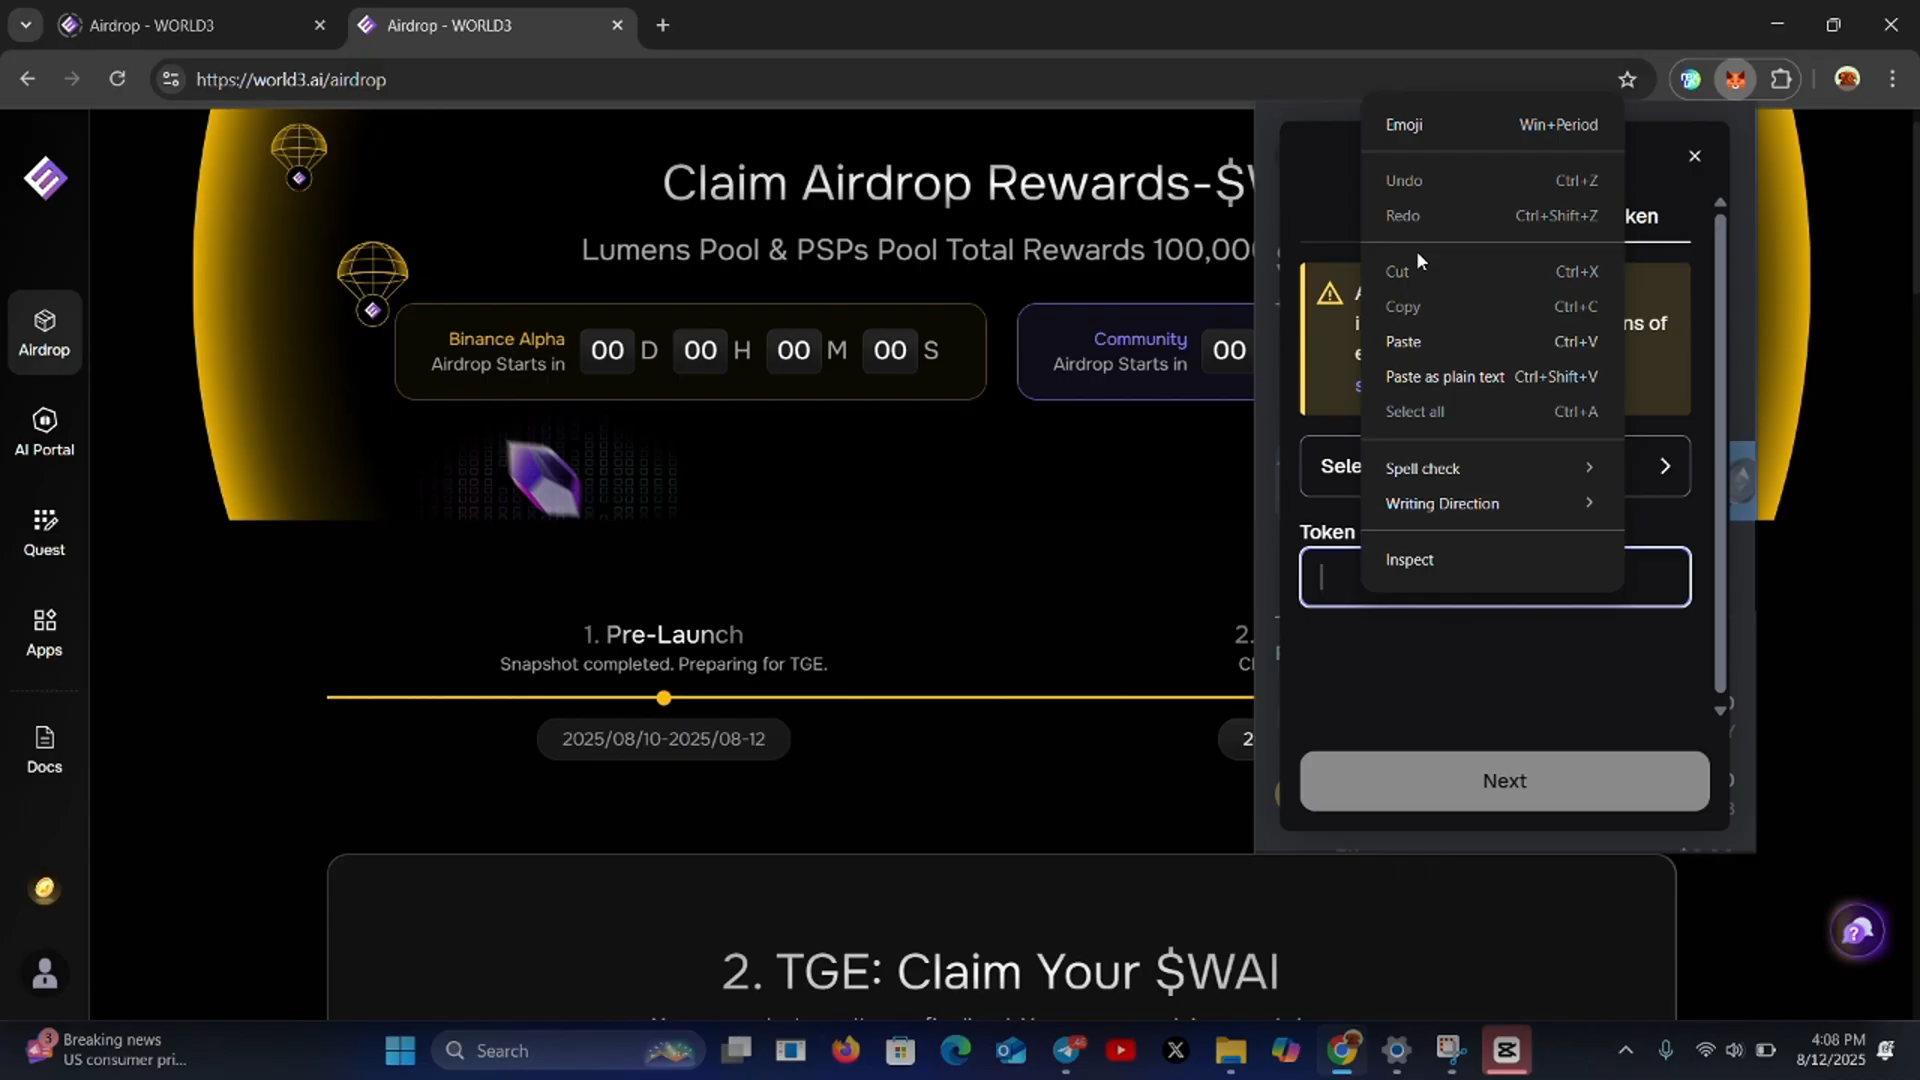 Airdrop - WORLD3
Airdrop - WORLD3
https://world3.ai/airdrop
Airdrop
AI Portal
Quest
Apps
Docs
Claim Airdrop Rewards-$
Lumens Pool & PSPs Pool Total Rewards 100,00
Binance Alpha
Airdrop Starts in
00 D 00 H 00 M 00 S
Community
Airdrop Starts in
00
1. Pre-Launch
Snapshot completed. Preparing for TGE.
2025/08/10-2025/08-12
2.
Cl
2
2. TGE: Claim Your $WAI
ken
ns of
Sele
Token
Next
Emoji Win+Period
Undo Ctrl+Z
Redo Ctrl+Shift+Z
Cut Ctrl+X
Copy Ctrl+C
Paste Ctrl+V
Paste as plain text Ctrl+Shift+V
Select all Ctrl+A
Spell check
Writing Direction
Inspect
3
Breaking news
US consumer pri...
Search
46
4:08 PM
8/12/2025